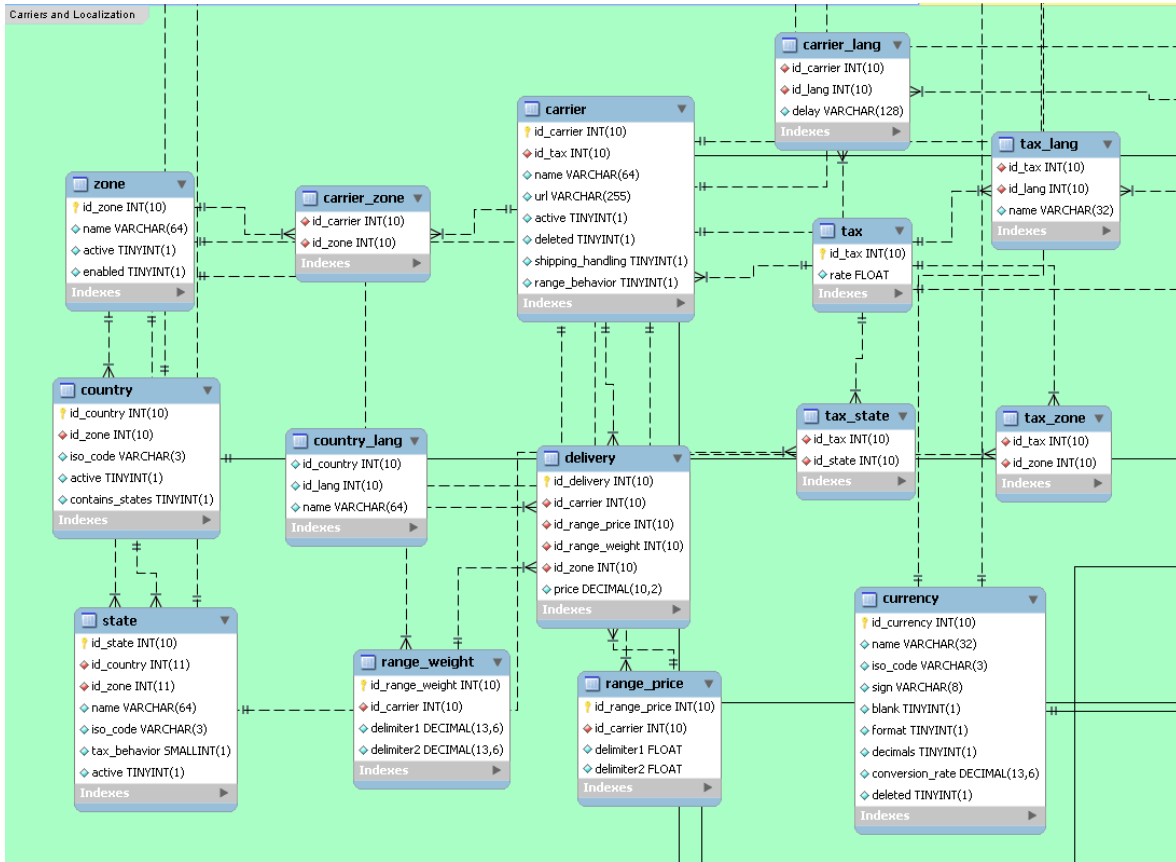 Carriers and Localization
carrier_lang
id_carrier INT(10)
id_lang INT(10)
delay VARCHAR(128)
Indexes
carrier
id_carrier INT(10)
id_tax INT(10)
name VARCHAR(64)
url VARCHAR(255)
active TINYINT(1)
deleted TINYINT(1)
shipping_handling TINYINT(1)
range_behavior TINYINT(1)
Indexes
tax_lang
id_tax INT(10)
id_lang INT(10)
name VARCHAR(32)
Indexes
zone
id_zone INT(10)
name VARCHAR(64)
active TINYINT(1)
enabled TINYINT(1)
Indexes
carrier_zone
id_carrier INT(10)
id_zone INT(10)
Indexes
tax
id_tax INT(10)
rate FLOAT
Indexes
country
id_country INT(10)
id_zone INT(10)
iso_code VARCHAR(3)
active TINYINT(1)
contains_states TINYINT(1)
Indexes
country_lang
id_country INT(10)
id_lang INT(10)
name VARCHAR(64)
Indexes
delivery
id_delivery INT(10)
id_carrier INT(10)
id_range_price INT(10)
id_range_weight INT(10)
id_zone INT(10)
price DECIMAL(10,2)
Indexes
tax_state
id_tax INT(10)
id_state INT(10)
Indexes
tax_zone
id_tax INT(10)
id_zone INT(10)
Indexes
state
id_state INT(10)
id_country INT(11)
id_zone INT(11)
name VARCHAR(64)
iso_code VARCHAR(3)
tax_behavior SMALLINT(1)
active TINYINT(1)
Indexes
range_weight
id_range_weight INT(10)
id_carrier INT(10)
delimiter1 DECIMAL(13,6)
delimiter2 DECIMAL(13,6)
Indexes
range_price
id_range_price INT(10)
id_carrier INT(10)
delimiter1 FLOAT
delimiter2 FLOAT
Indexes
currency
id_currency INT(10)
name VARCHAR(32)
iso_code VARCHAR(3)
sign VARCHAR(8)
blank TINYINT(1)
format TINYINT(1)
decimals TINYINT(1)
conversion_rate DECIMAL(13,6)
deleted TINYINT(1)
Indexes